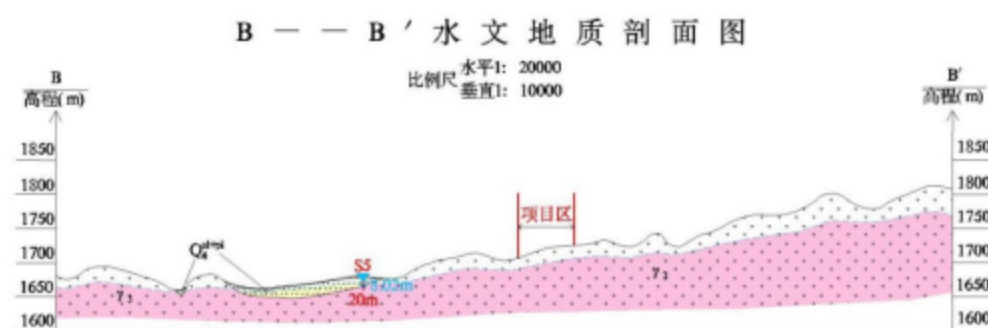 B — — B ′ 水 文 地 质 剖 面 图
比例尺 水平1: 20000
垂直1: 10000
B
高程(m)
B′
高程(m)
1850
1800
1750
1700
1650
1600
1850
1800
1750
1700
1650
1600
项目区
S5
5.02m
20m
γ3
γ3